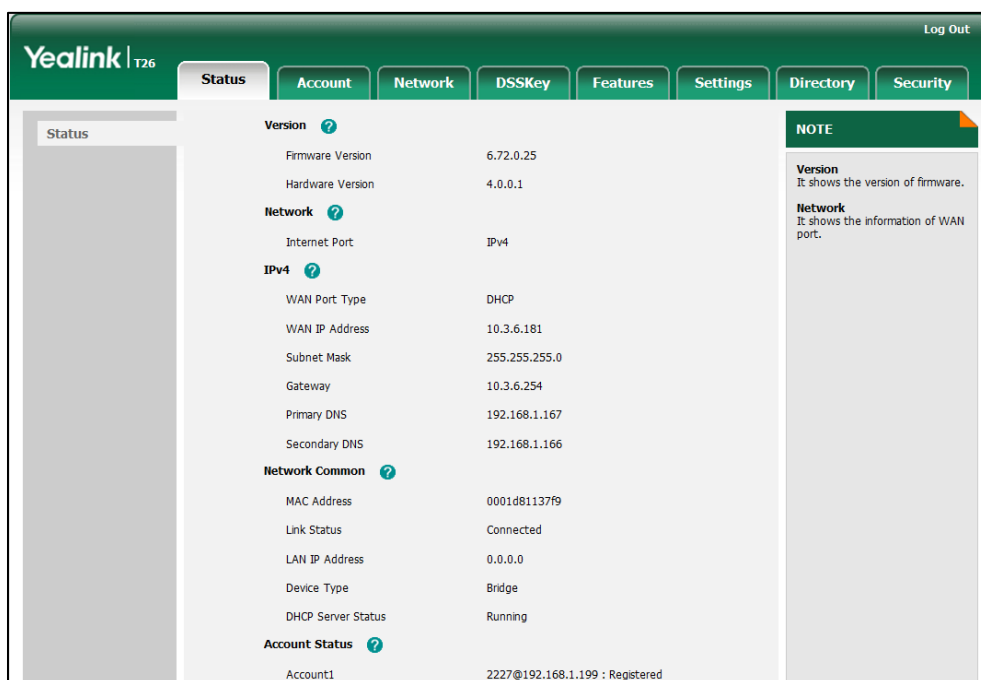 Log Out
Yealink | T26
Status Account Network DSSKey Features Settings Directory Security
Status
Version ?
Firmware Version 6.72.0.25
Hardware Version 4.0.0.1
Network ?
Internet Port IPv4
IPv4 ?
WAN Port Type DHCP
WAN IP Address 10.3.6.181
Subnet Mask 255.255.255.0
Gateway 10.3.6.254
Primary DNS 192.168.1.167
Secondary DNS 192.168.1.166
Network Common ?
MAC Address 0001d81137f9
Link Status Connected
LAN IP Address 0.0.0.0
Device Type Bridge
DHCP Server Status Running
Account Status ?
Account1 2227@192.168.1.199 : Registered
NOTE
Version
It shows the version of firmware.
Network
It shows the information of WAN
port.